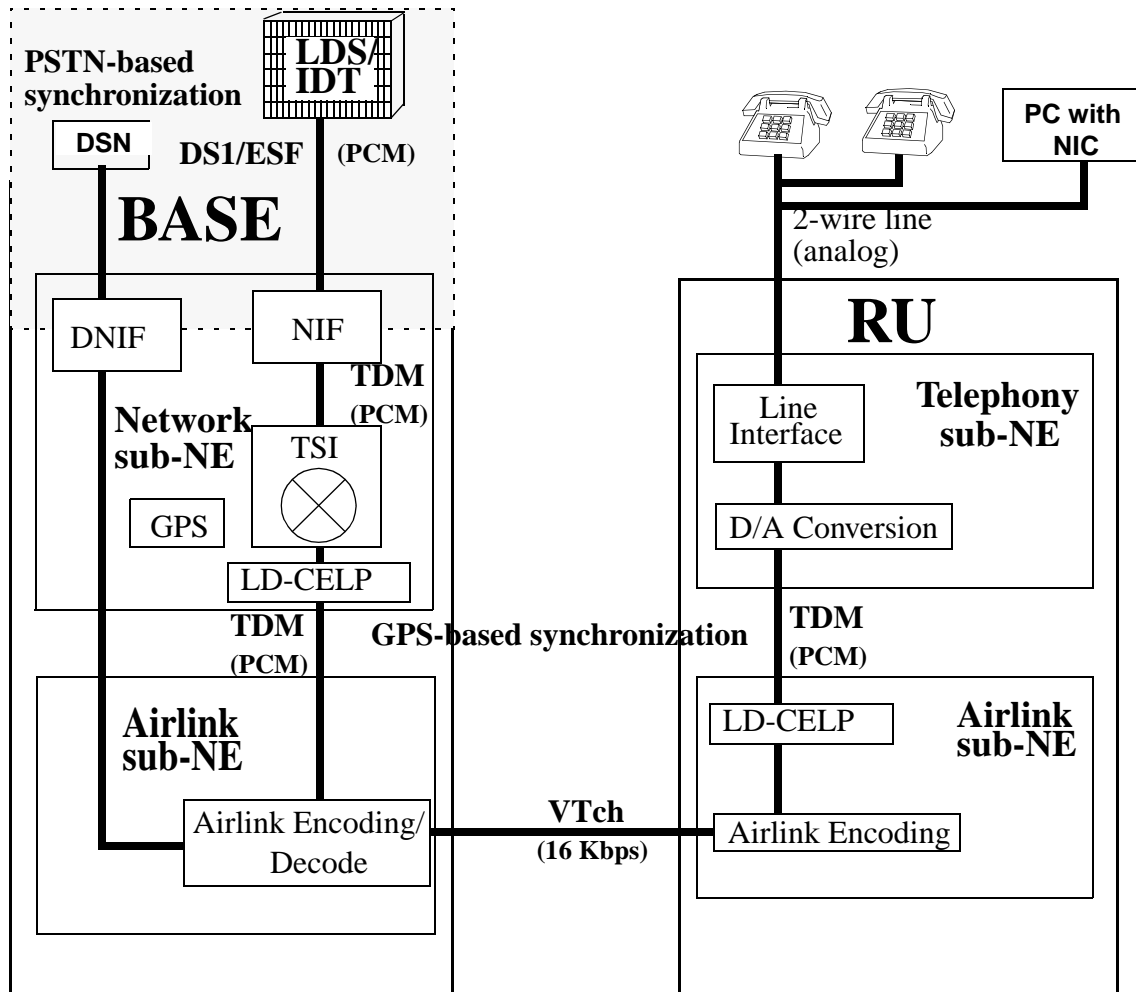 LDS/
IDT
PSTN-based
synchronization
DSN
DS1/ESF
(PCM)
BASE
DNIF
NIF
TDM
(PCM)
Network
sub-NE
TSI
GPS
LD-CELP
TDM
(PCM)
GPS-based synchronization
Airlink
sub-NE
Airlink Encoding/
Decode
VTch
(16 Kbps)
PC with
NIC
2-wire line
(analog)
RU
Line
Interface
Telephony
sub-NE
D/A Conversion
TDM
(PCM)
LD-CELP
Airlink
sub-NE
Airlink Encoding